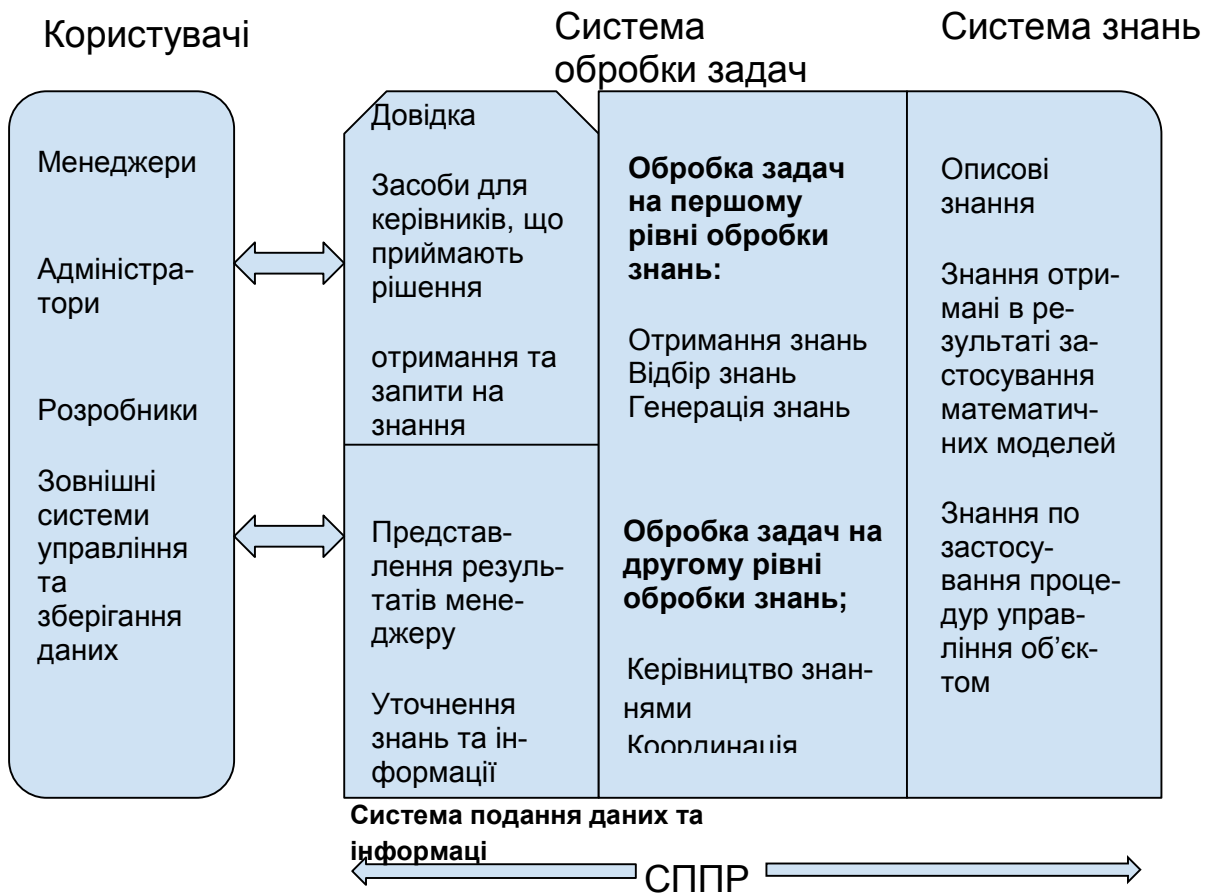 Користувачі
Система
обробки задач
Система знань
Менеджери
Адміністра-
тори
Розробники
Зовнішні
системи
управління
та
зберігання
даних
Довідка
Засоби для
керівників, що
приймають
рішення
отримання та
запити на
знання
Представ-
лення резуль-
татів мене-
джеру
Уточнення
знань та ін-
формації
Обробка задач
на першому
рівні обробки
знань:
Отримання знань
Відбір знань
Генерація знань
Обробка задач на
другому рівні
обробки знань;
Керівництво знан-
нями
Координація
Описові
знання
Знання отри-
мані в ре-
зультаті за-
стосування
математич-
них моделей
Знання по
застосу-
вання проце-
дур управ-
ління об’єк-
том
Система подання даних та
інформаці
СППР